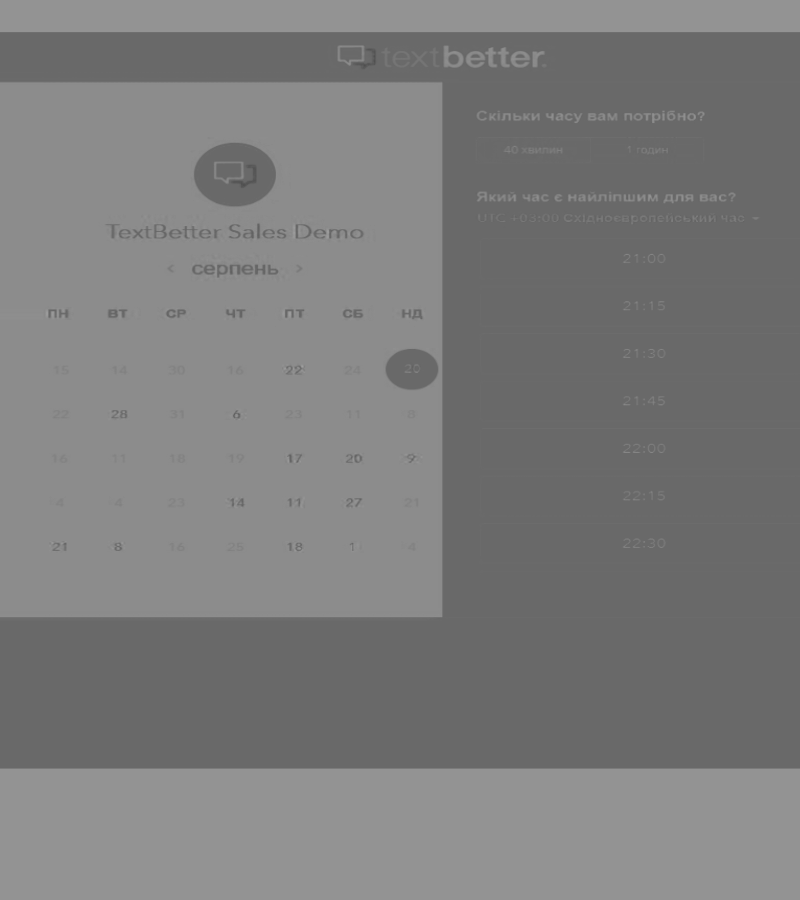 textbetter.
TextBetter Sales Demo
< серпень >
ПН ВТ СР ЧТ ПТ СБ НД
15 14 30 16 22 24 20
22 28 31 6 23 11 8
16 11 18 19 17 20 9
4 4 23 14 11 27 21
21 8 16 25 18 1 4
Скільки часу вам потрібно?
40 хвилин 1 годин
Який час є найліпшим для вас?
UTC +03:00 Східноєвропейський час
21:00
21:15
21:30
21:45
22:00
22:15
22:30